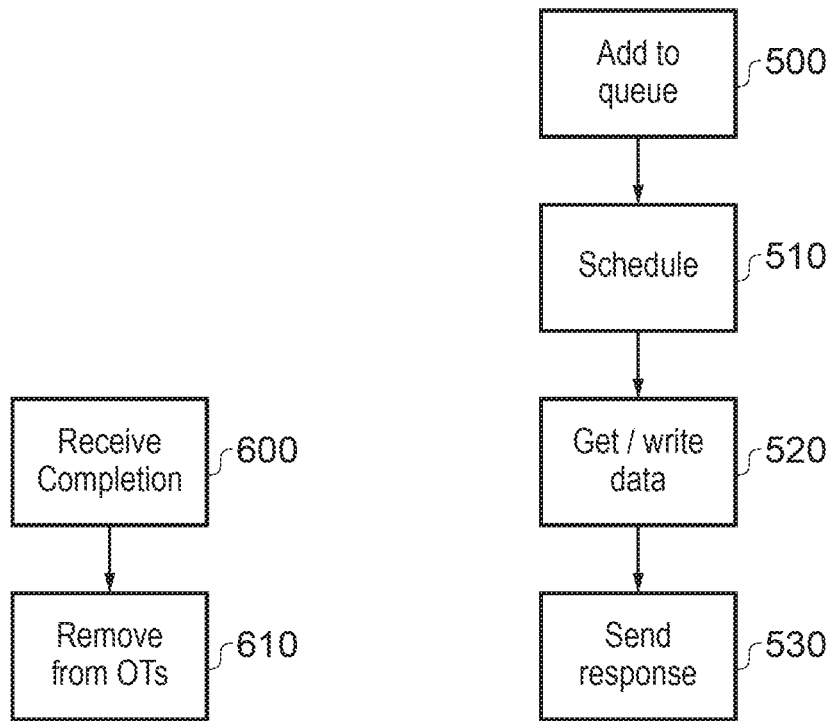 Add to
queue
500
Schedule
510
Get / write
data
520
Send
response
530
Receive
Completion
600
Remove
from OTs
610